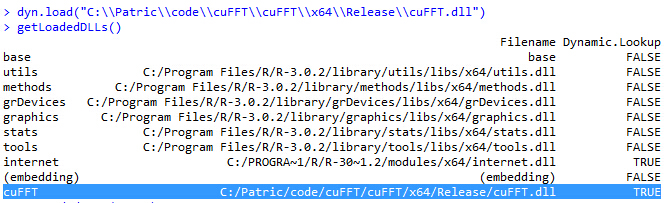 > dyn.load("C:\\Patric\\code\\cuFFT\\cuFFT\\x64\\Release\\cuFFT.dll")
> getLoadedDLLs()
Filename Dynamic.Lookup
base base FALSE
utils C:/Program Files/R/R-3.0.2/library/utils/libs/x64/utils.dll FALSE
methods C:/Program Files/R/R-3.0.2/library/methods/libs/x64/methods.dll FALSE
grDevices C:/Program Files/R/R-3.0.2/library/grDevices/libs/x64/grDevices.dll FALSE
graphics C:/Program Files/R/R-3.0.2/library/graphics/libs/x64/graphics.dll FALSE
stats C:/Program Files/R/R-3.0.2/library/stats/libs/x64/stats.dll FALSE
tools C:/Program Files/R/R-3.0.2/library/tools/libs/x64/tools.dll FALSE
internet C:/PROGRA~1/R/R-30~1.2/modules/x64/internet.dll TRUE
(embedding) (embedding) FALSE
cuFFT C:/Patric/code/cuFFT/cuFFT/x64/Release/cuFFT.dll TRUE